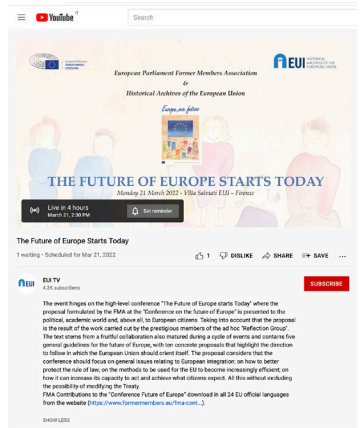 YouTube IT
Search
European Parliament Former Members Association
&
Historical Archives of the European Union
EUI HISTORICAL ARCHIVES OF THE EUROPEAN UNION
Europe, our future
THE FUTURE OF EUROPE STARTS TODAY
Monday 21 March 2022 - Villa Salviati EUI – Firenze
Live in 4 hours
March 21, 2:30 PM
Set reminder
The Future of Europe Starts Today
1 waiting • Scheduled for Mar 21, 2022
1 DISLIKE SHARE SAVE ...
EUI
EUI TV
4.3K subscribers
SUBSCRIBE
The event hinges on the high-level conference "The Future of Europe starts Today" where the
proposal formulated by the FMA at the "Conference on the future of Europe" is presented to the
political, academic world and, above all, to European citizens. Taking into account that the proposal
is the result of the work carried out by the prestigious members of the ad hoc "Reflection Group".
The text stems from a fruitful collaboration also matured during a cycle of events and contains five
general guidelines for the future of Europe, with ten concrete proposals that highlight the direction
to follow in which the European Union should orient itself. The proposal considers that the
conference should focus on general issues relating to European integration; on how to better
protect the rule of law; on the methods to be used for the EU to become increasingly efficient; on
how it can increase its capacity to act and achieve what citizens expect. All this without excluding
the possibility of modifying the Treaty.
FMA Contributions to the "Future of Europe" download in all 24 EU official languages
from the website (https://www.formermembers.eu/fma-cont...).
SHOW LESS